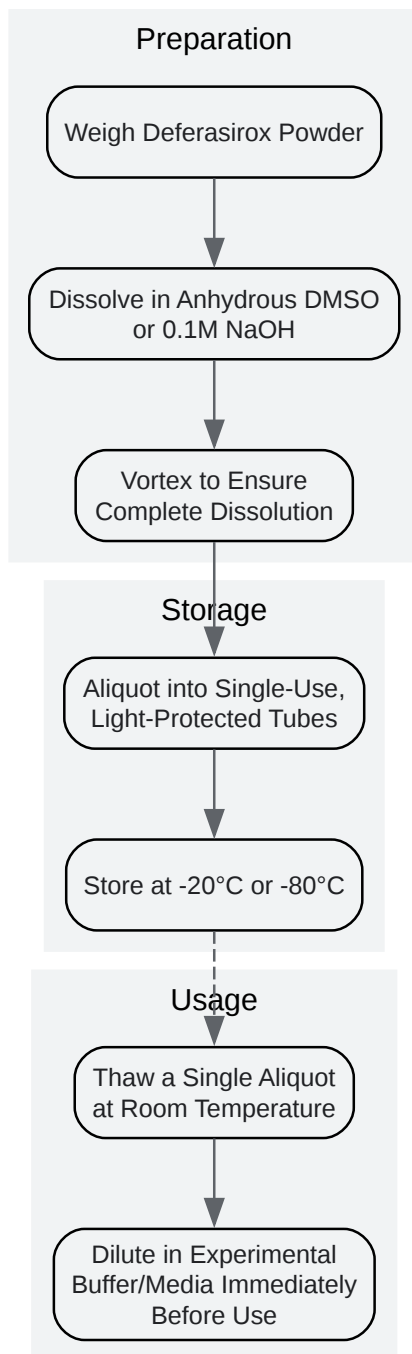 Preparation
Weigh Deferasirox Powder
Dissolve in Anhydrous DMSO
or 0.1M NaOH
Vortex to Ensure
Complete Dissolution
Storage
Aliquot into Single-Use,
Light-Protected Tubes
Store at -20°C or -80°C
Usage
Thaw a Single Aliquot
at Room Temperature
Dilute in Experimental
Buffer/Media Immediately
Before Use